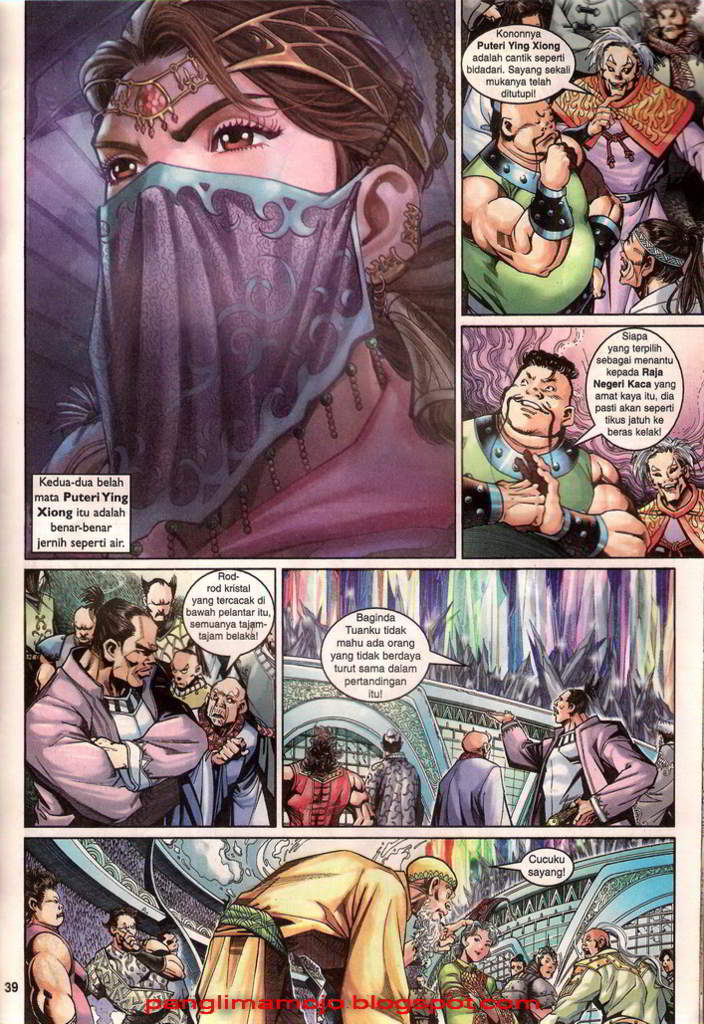 Kedua-dua belah
mata Puteri Ying
Xiong itu adalah
benar-benar
jernih seperti air.
Kononnya
Puteri Ying Xiong
adalah cantik seperti
bidadari. Sayang sekali
mukanya telah
ditutupi!
Siapa
yang terpilih
sebagai menantu
kepada Raja
Negeri Kaca yang
amat kaya itu, dia
pasti akan seperti
tikus jatuh ke
beras kelak!
Rod-
rod kristal
yang tercacak di
bawah pelantar itu,
semuanya tajam-
tajam belaka!
Baginda
Tuanku tidak
mahu ada orang
yang tidak berdaya
turut sama dalam
pertandingan
itu!
Cucuku
sayang!
39
panglimamojo.blogspot.com